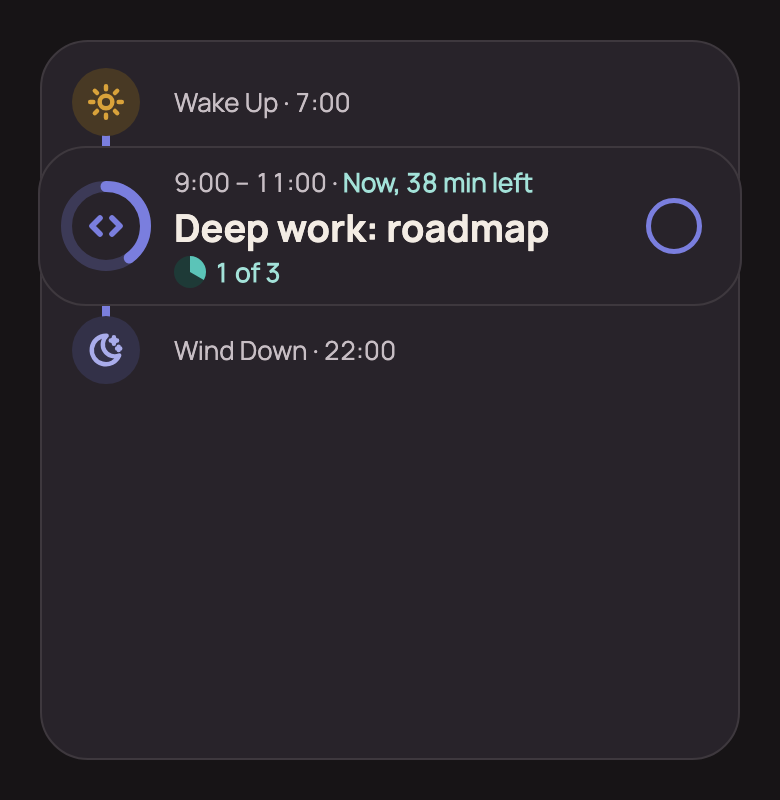 Wake Up · 7:00
9:00 – 11:00 · Now, 38 min left
Deep work: roadmap
1 of 3
Wind Down · 22:00